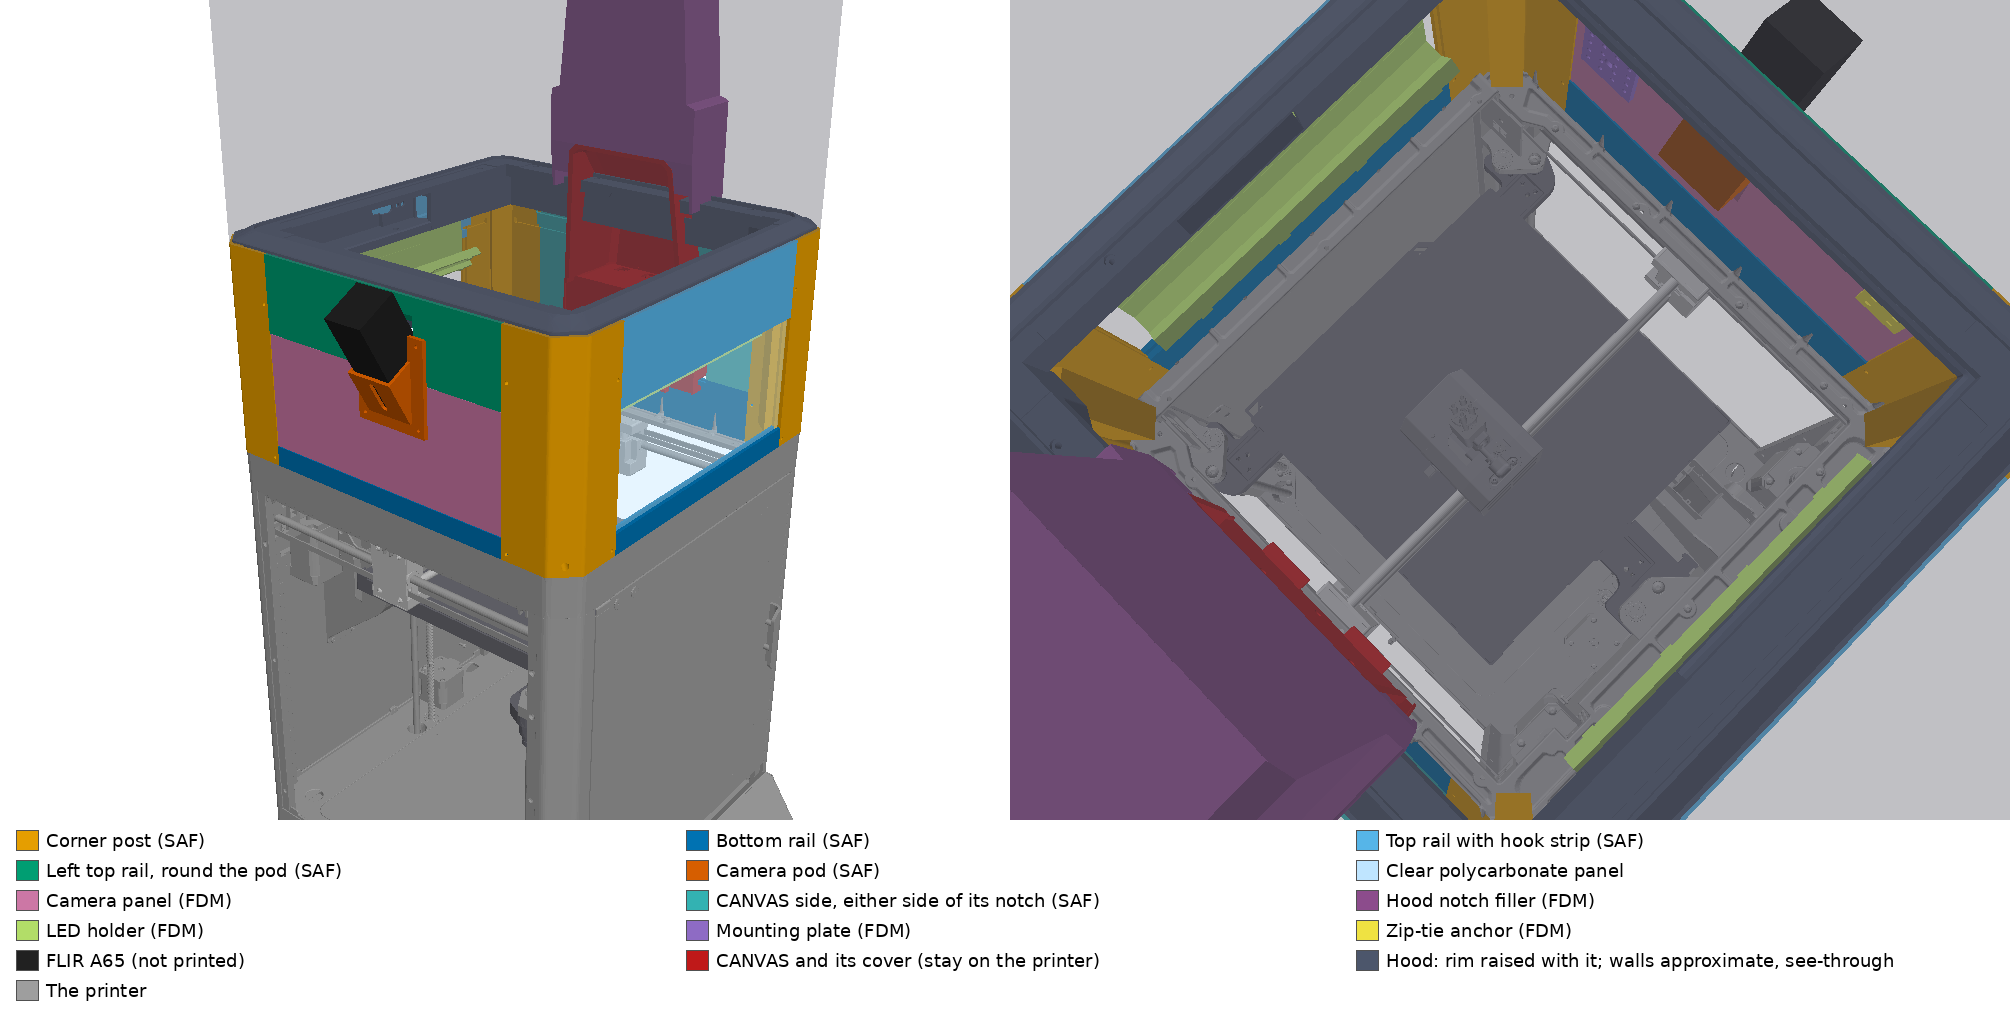 Corner post (SAF)
Bottom rail (SAF)
Top rail with hook strip (SAF)
Left top rail, round the pod (SAF)
Camera pod (SAF)
Clear polycarbonate panel
Camera panel (FDM)
CANVAS side, either side of its notch (SAF)
Hood notch filler (FDM)
LED holder (FDM)
Mounting plate (FDM)
Zip-tie anchor (FDM)
FLIR A65 (not printed)
CANVAS and its cover (stay on the printer)
Hood: rim raised with it; walls approximate, see-through
The printer